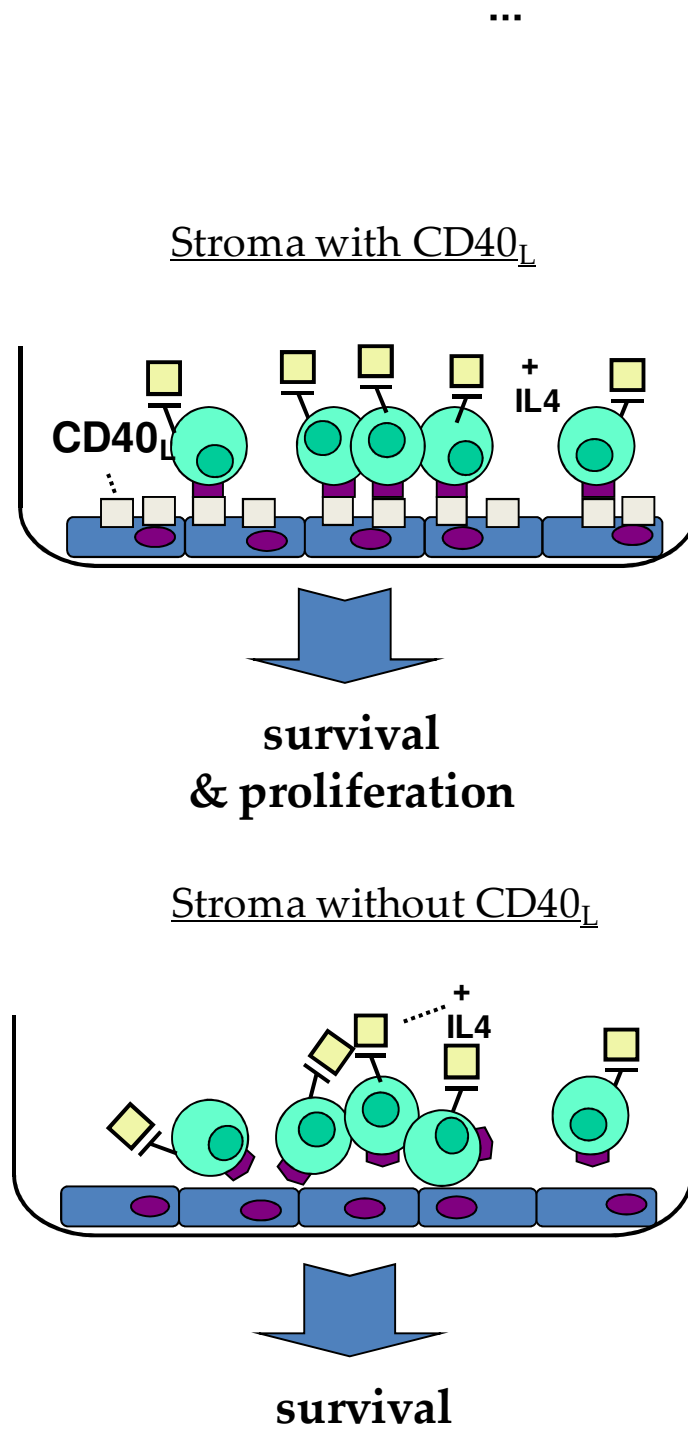 ...
Stroma with CD40L
+
IL4
CD40L
survival
& proliferation
Stroma without CD40L
+
IL4
survival